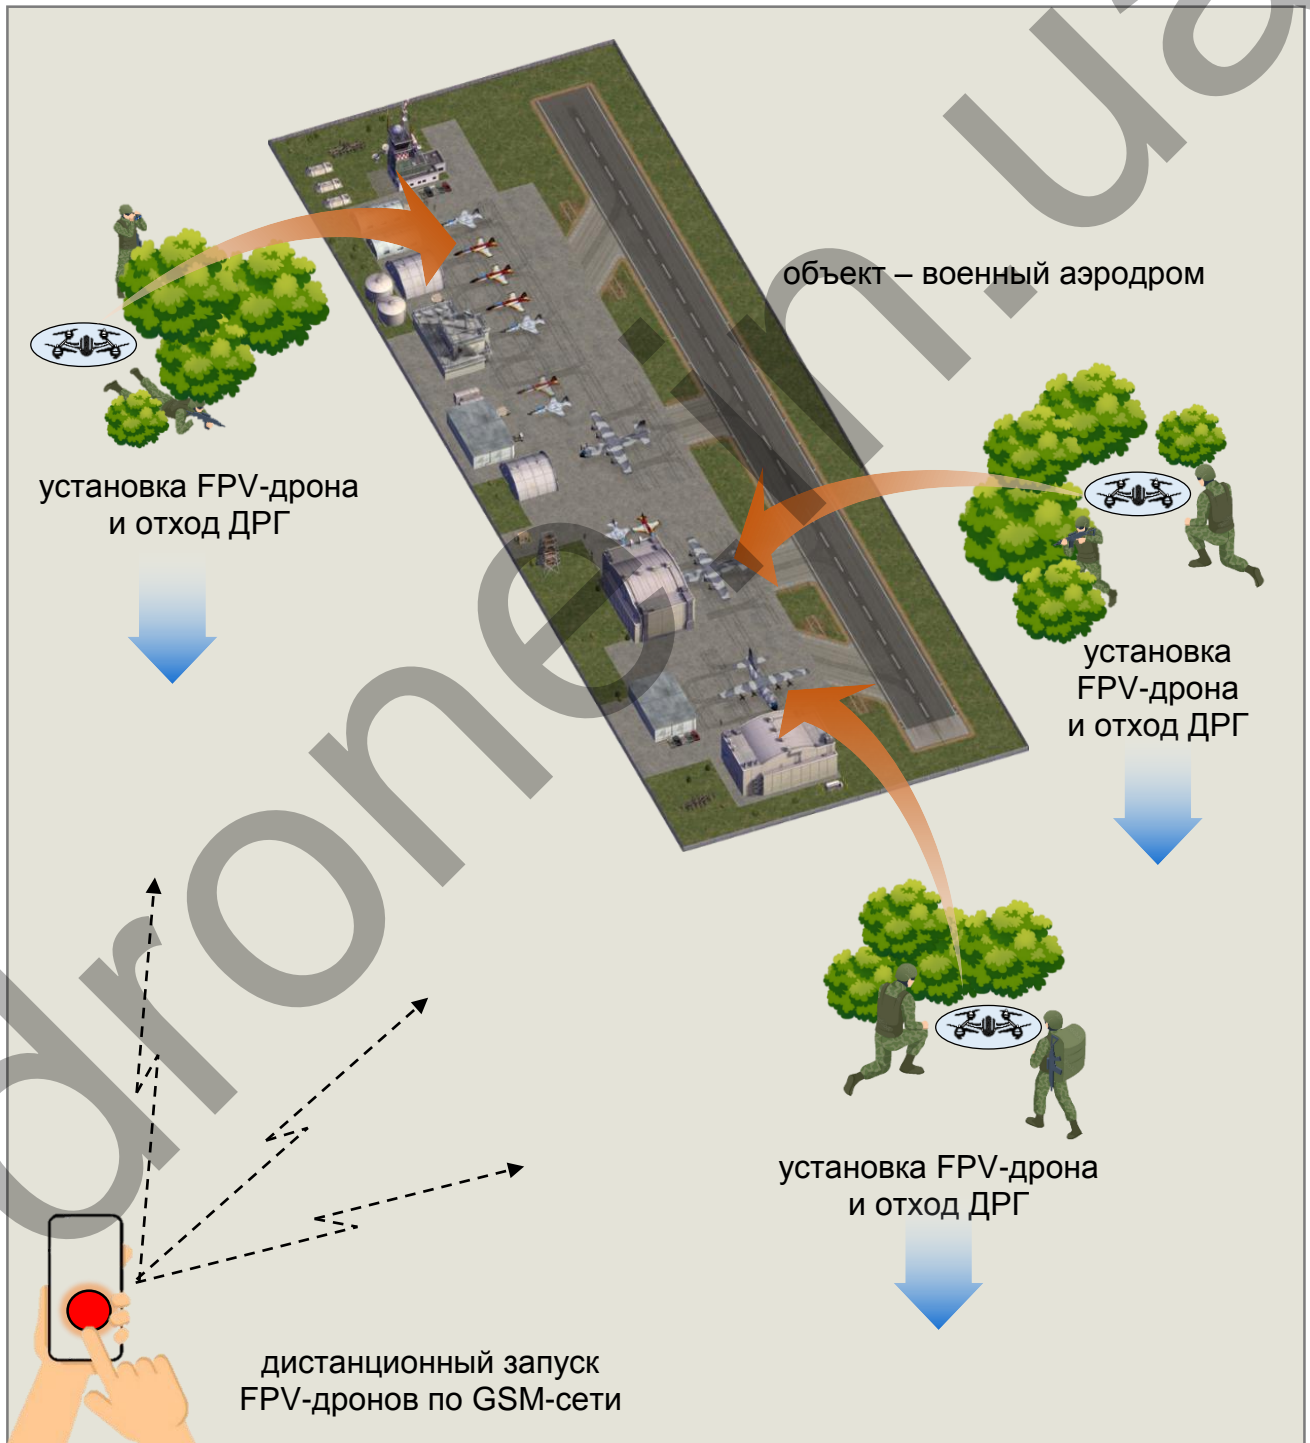 объект – военный аэродром
установка FPV-дрона
и отход ДРГ
установка
FPV-дрона
и отход ДРГ
установка FPV-дрона
и отход ДРГ
дистанционный запуск
FPV-дронов по GSM-сети
drone.in.ua